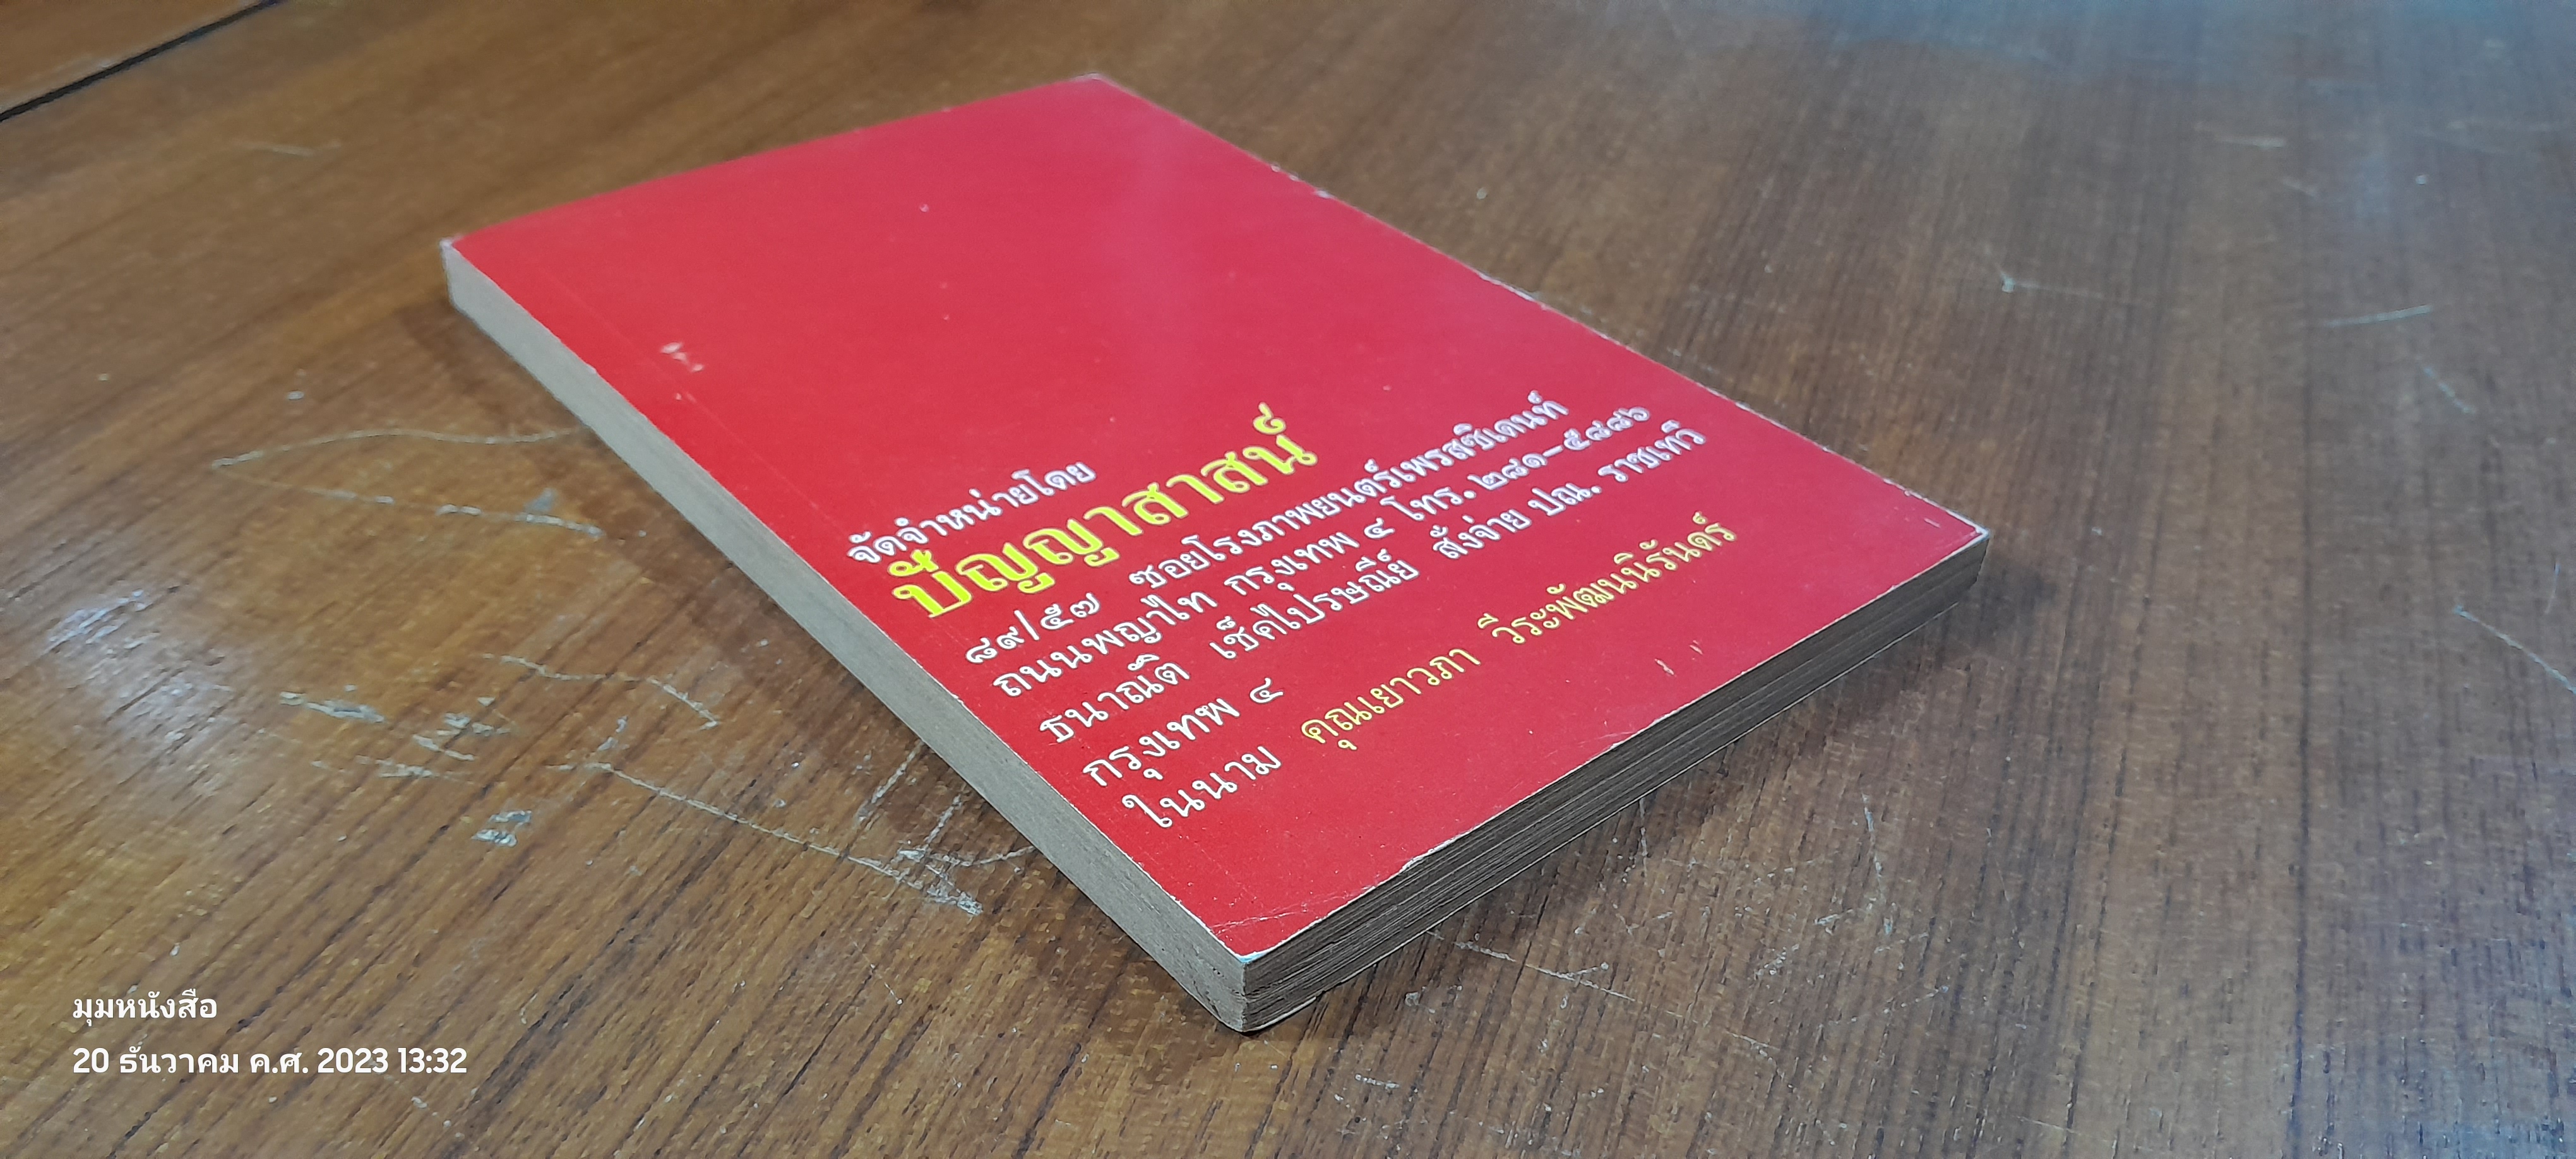 จัดจำหน่ายโดย
ปัญญาสาสน์
๘๙/๕๗ ซอยโรงภาพยนตร์เพรสซิเดนท์
ถนนพญาไท กรุงเทพ ๔ โทร. ๒๘๑-๕๘๘๖
ธนาณัติ เช็คไปรษณีย์ สั่งจ่าย ปณ. ราชเทวี
กรุงเทพ ๔
ในนาม คุณเยาวภา วีระพัฒนนิรันดร์
มุมหนังสือ
20 ธันวาคม ค.ศ. 2023 13:32